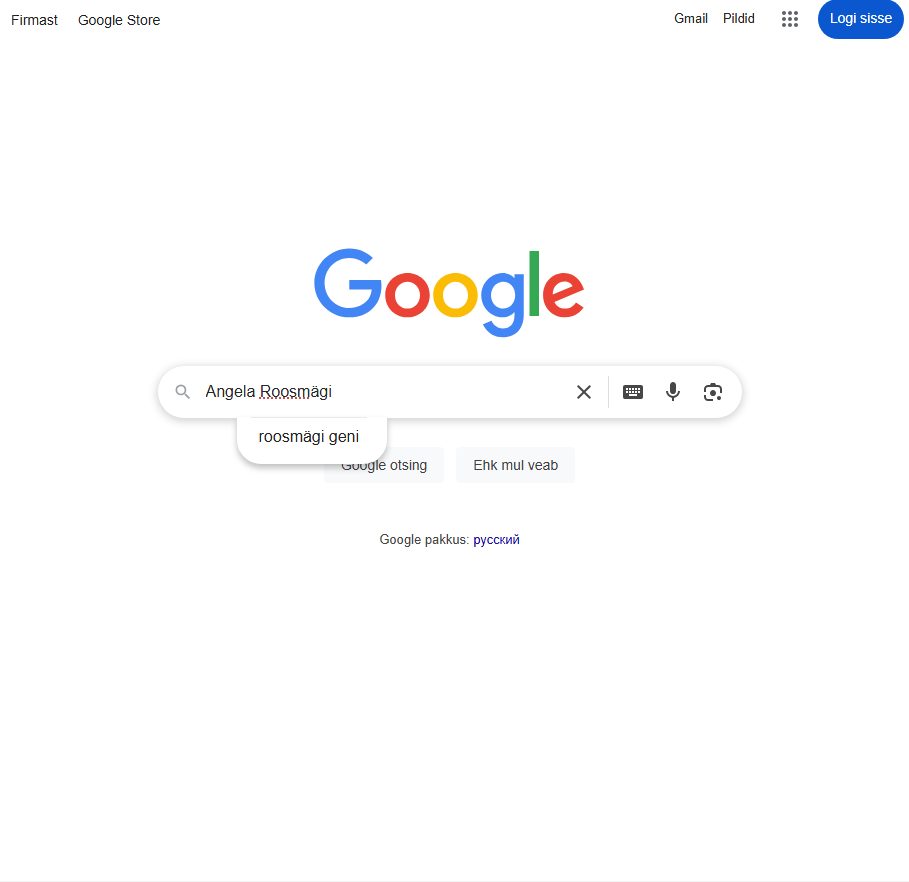 Firmast Google Store Gmail Pildid Logi sisse
Google
Angela Roosmägi
roosmägi geni
Google otsing Ehk mul veab
Google pakkus: русский